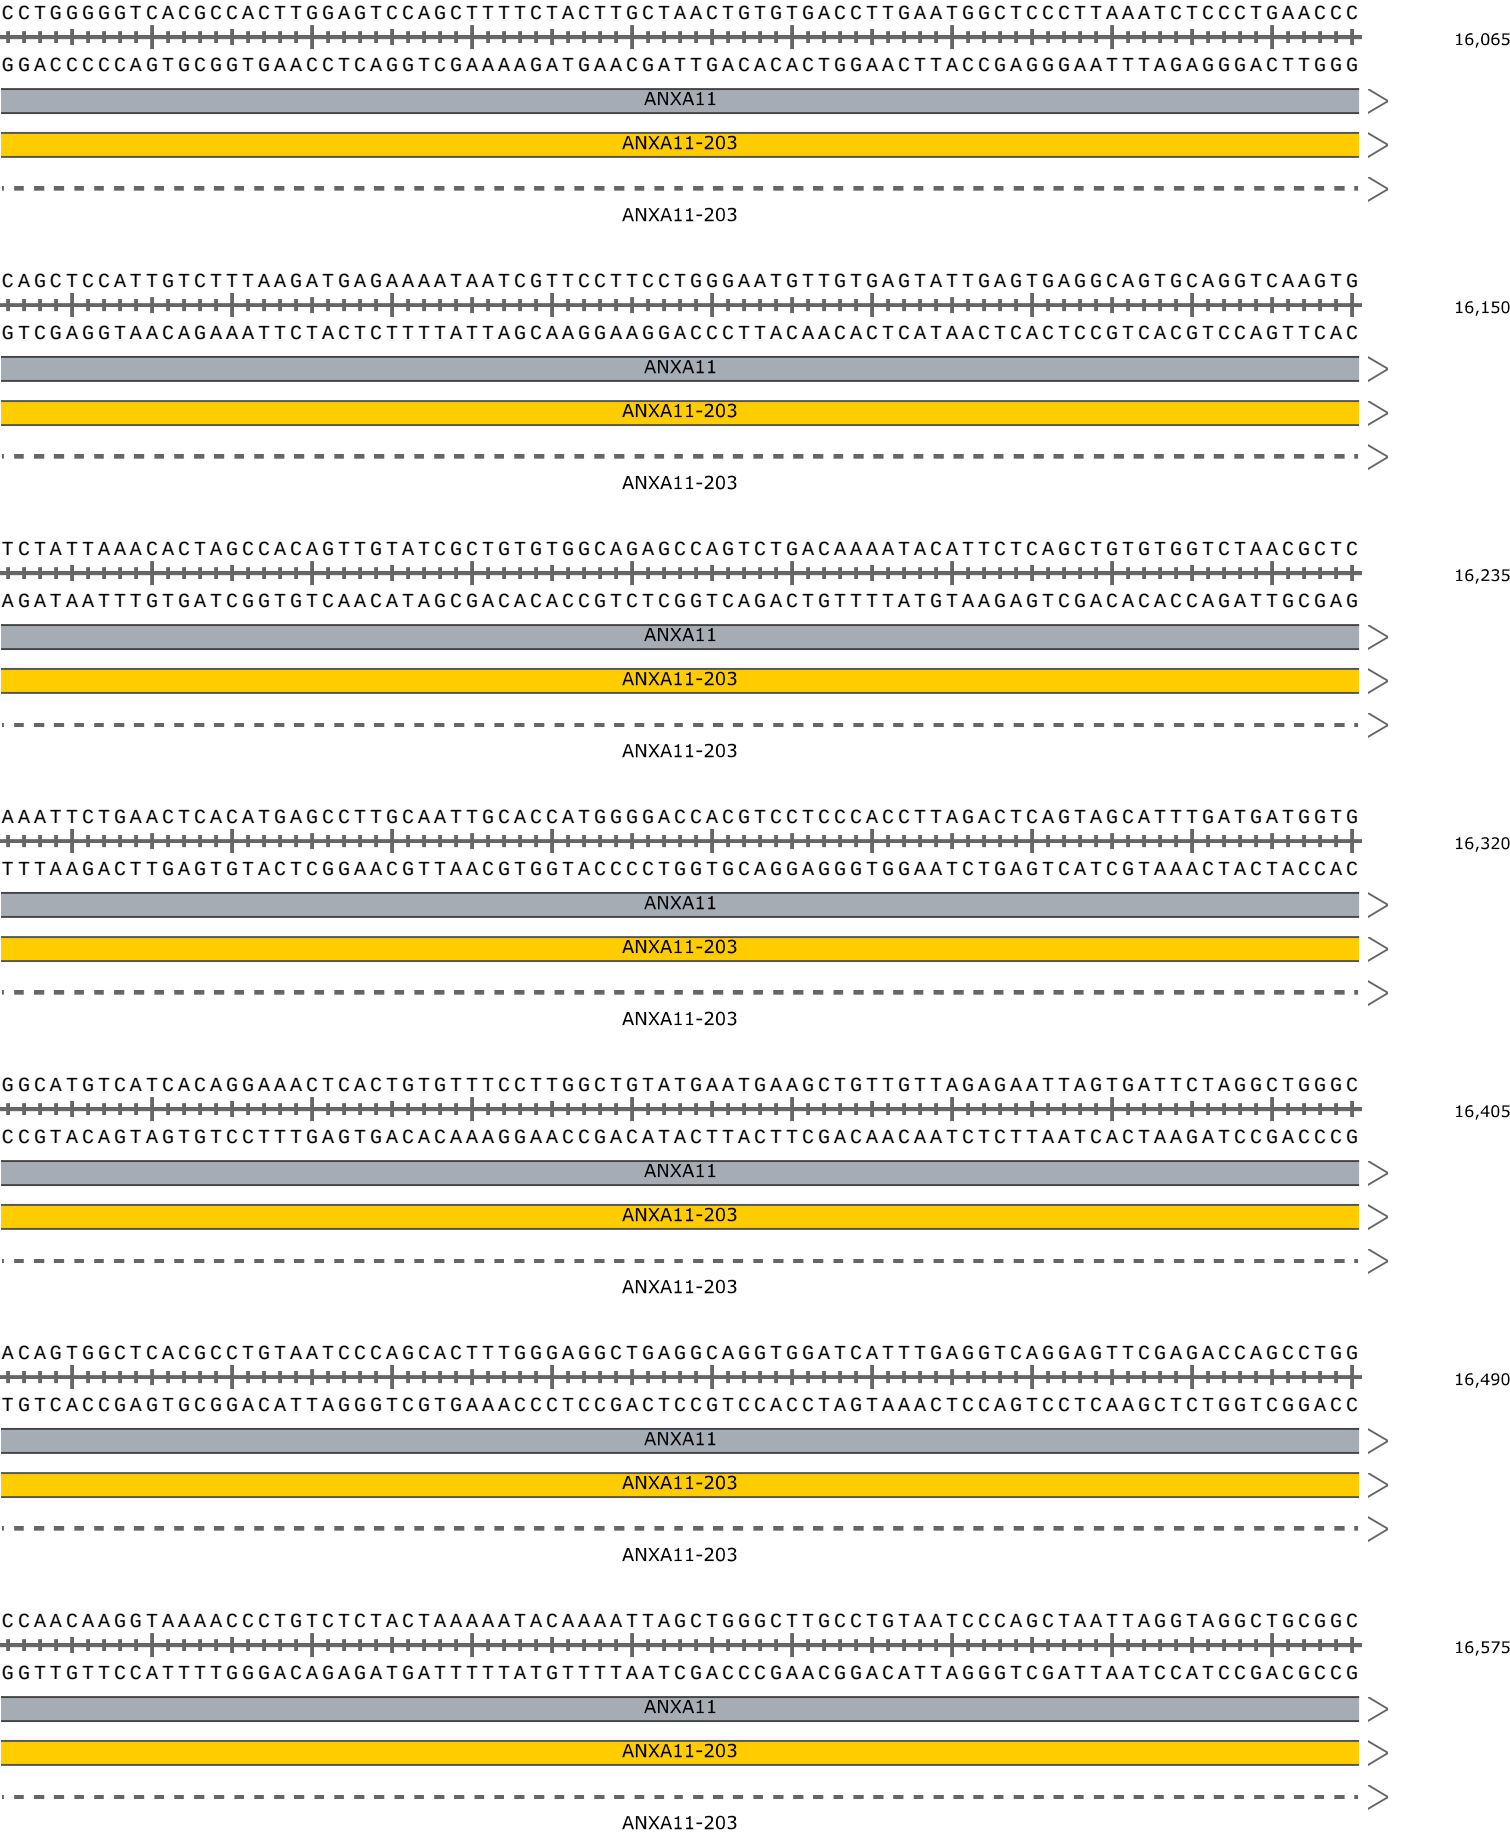 CCTGGGGGTCACGCCACTTGGAGTCCAGCTTTTCTACTTGCTAACTGTGTGACCTTGAATGGCTCCCTTAAATCTCCCTGAACCC
16,065
GGACCCCCAGTGCGGTGAACCTCAGGTCGAAAAGATGAACGATTGACACACTGGAACTTACCGAGGGAATTTAGAGGGACTTGGG
ANXA11
ANXA11-203
ANXA11-203
CAGCTCCATTGTCTTTAAGATGAGAAAATAATCGTTCCTTCCTGGGAATGTTGTGAGTATTGAGTGAGGCAGTGCAGGTCAAGTG
16,150
GTCGAGGTAACAGAAATTCTACTCTTTTATTAGCAAGGAAGGACCCTTACAACACTCATAACTCACTCCGTCACGTCCAGTTCAC
ANXA11
ANXA11-203
ANXA11-203
TCTATTAAACACTAGCCACAGTTGTATCGCTGTGTGGCAGAGCCAGTCTGACAAAATACATTCTCAGCTGTGTGGTCTAACGCTC
16,235
AGATAATTTGTGATCGGTGTCAACATAGCGACACACCGTCTCGGTCAGACTGTTTTATGTAAGAGTCGACACACCAGATTGCGAG
ANXA11
ANXA11-203
ANXA11-203
AAATTCTGAACTCACATGAGCCTTGCAATTGCACCATGGGGACCACGTCCTCCCACCTTAGACTCAGTAGCATTTGATGATGGTG
16,320
TTTAAGACTTGAGTGTACTCGGAACGTTAACGTGGTACCCCTGGTGCAGGAGGGTGGAATCTGAGTCATCGTAAACTACTACCAC
ANXA11
ANXA11-203
ANXA11-203
GGCATGTCATCACAGGAAACTCACTGTGTTTCCTTGGCTGTATGAATGAAGCTGTTGTTAGAGAATTAGTGATTCTAGGCTGGGC
16,405
CCGTACAGTAGTGTCCTTTGAGTGACACAAAGGAACCGACATACTTACTTCGACAACAATCTCTTAATCACTAAGATCCGACCCG
ANXA11
ANXA11-203
ANXA11-203
ACAGTGGCTCACGCCTGTAATCCCAGCACTTTGGGAGGCTGAGGCAGGTGGATCATTTGAGGTCAGGAGTTCGAGACCAGCCTGG
16,490
TGTCACCGAGTGCGGACATTAGGGTCGTGAAACCCTCCGACTCCGTCCACCTAGTAAACTCCAGTCCTCAAGCTCTGGTCGGACC
ANXA11
ANXA11-203
ANXA11-203
CCAACAAGGTAAAACCCTGTCTCTACTAAAAATACAAAATTAGCTGGGCTTGCCTGTAATCCCAGCTAATTAGGTAGGCTGCGGC
16,575
GGTTGTTCCATTTTGGGACAGAGATGATTTTTATGTTTTAATCGACCCGAACGGACATTAGGGTCGATTAATCCATCCGACGCCG
ANXA11
ANXA11-203
ANXA11-203